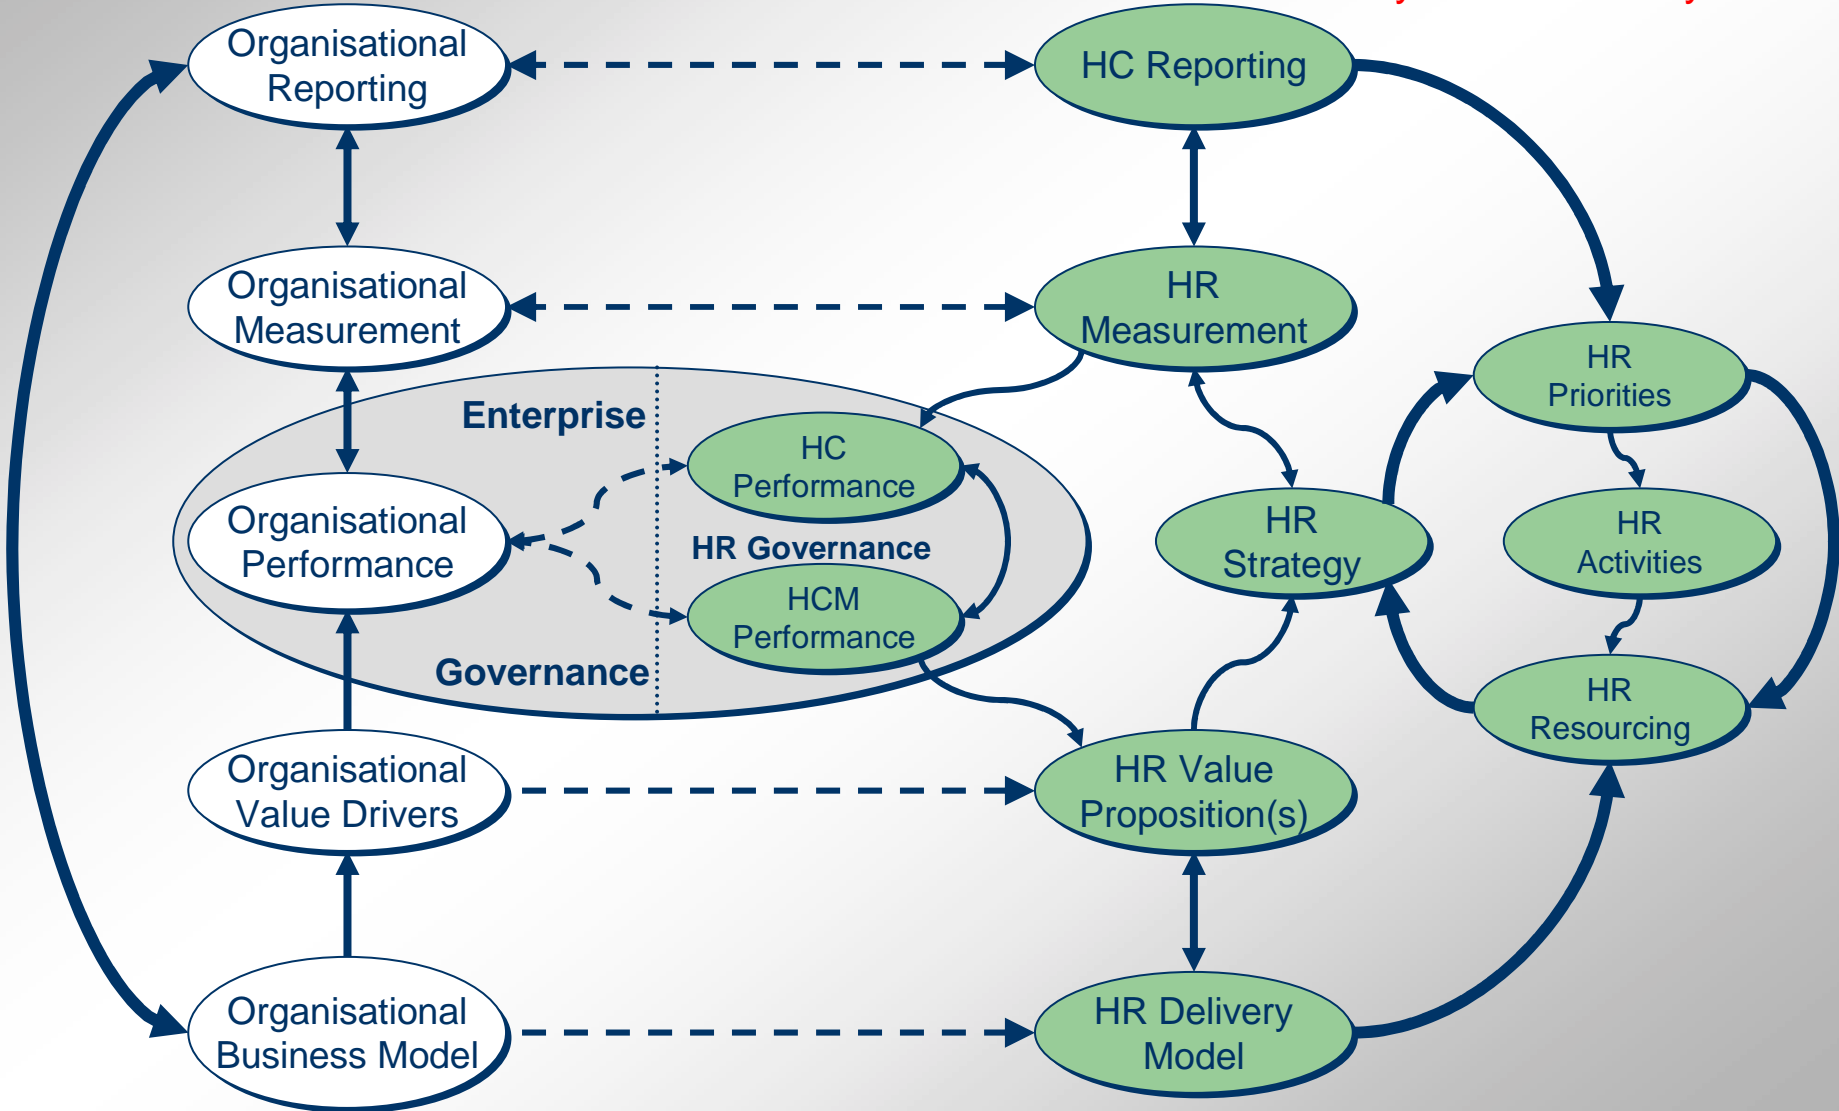 Organisational
Reporting
HC Reporting
Organisational
Measurement
HR
Measurement
HR
Priorities
Enterprise
HC
Performance
Organisational
Performance
HR Governance
HR
Strategy
HR
Activities
HCM
Performance
Governance
HR
Resourcing
Organisational
Value Drivers
HR Value
Proposition(s)
Organisational
Business Model
HR Delivery
Model